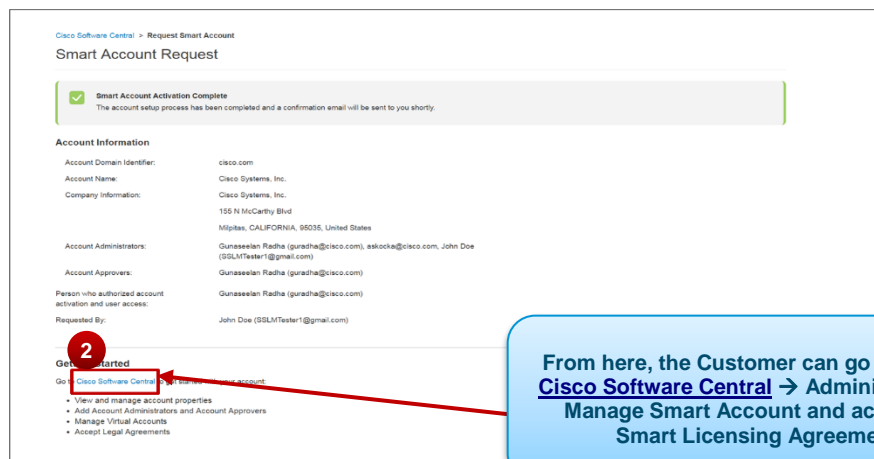 Cisco Software Central > Request Smart Account
Smart Account Request
Smart Account Activation Complete
The account setup process has been completed and a confirmation email will be sent to you shortly.
Account Information
Account Domain Identifier: cisco.com
Account Name: Cisco Systems, Inc.
Company Information: Cisco Systems, Inc.
155 N McCarthy Blvd
Milpitas, CALIFORNIA, 95035, United States
Account Administrators: Gunaseelan Radha (guradha@cisco.com), askocka@cisco.com, John Doe
(SSLMTester1@gmail.com)
Account Approvers: Gunaseelan Radha (guradha@cisco.com)
Person who authorized account Gunaseelan Radha (guradha@cisco.com)
activation and user access:
Requested By: John Doe (SSLMTester1@gmail.com)
2
Get started
Go to Cisco Software Central to get started with your account:
• View and manage account properties
• Add Account Administrators and Account Approvers
• Manage Virtual Accounts
• Accept Legal Agreements
From here, the Customer can go
Cisco Software Central → Admini
Manage Smart Account and ac
Smart Licensing Agreeme